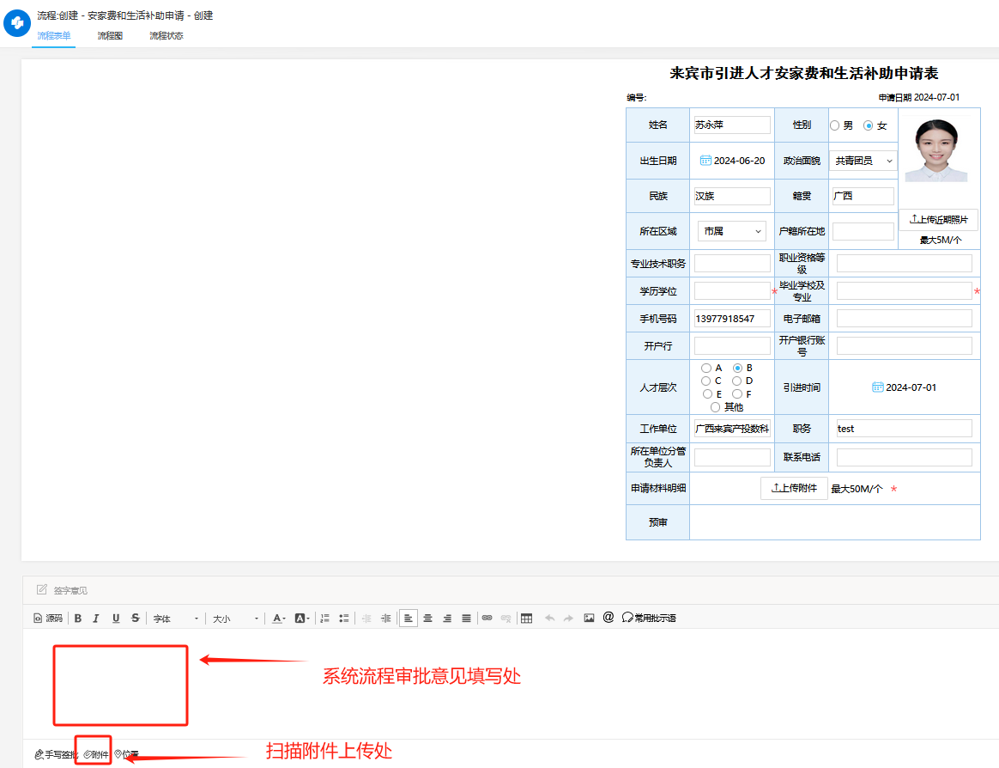 流程:创建 - 安家费和生活补助申请 - 创建
流程表单 流程图 流程状态
来宾市引进人才安家费和生活补助申请表
编号: 申请日期 2024-07-01
姓名 苏永萍 性别 男 女
出生日期 2024-06-20 政治面貌 共青团员
民族 汉族 籍贯 广西
上传近期照片
所在区域 市属 户籍所在地
最大5M/个
专业技术职务 职业资格等级
学历学位 * 毕业学校及专业 *
手机号码 13977918547 电子邮箱
开户行 开户银行账号
人才层次 A B C D E F 其他 引进时间 2024-07-01
工作单位 广西来宾产投数科 职务 test
所在单位分管负责人 联系电话
申请材料明细 上传附件 最大50M/个 *
预审
签字意见
源码 B I U S 字体 大小 A A @ 常用批示语
系统流程审批意见填写处
扫描附件上传处
手写签批 附件 位置